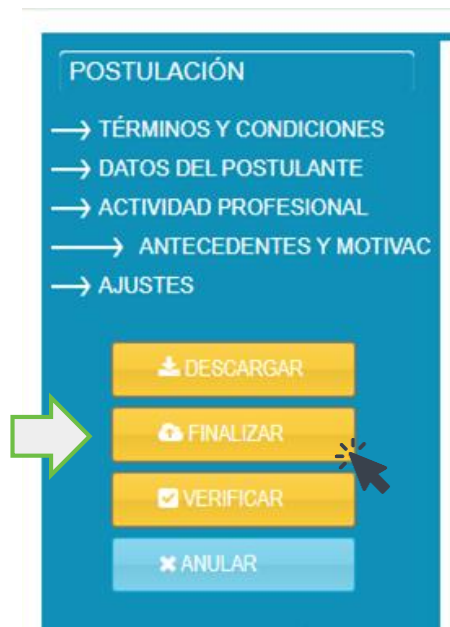 POSTULACIÓN
TÉRMINOS Y CONDICIONES
DATOS DEL POSTULANTE
ACTIVIDAD PROFESIONAL
ANTECEDENTES Y MOTIVAC
AJUSTES
DESCARGAR
FINALIZAR
VERIFICAR
ANULAR